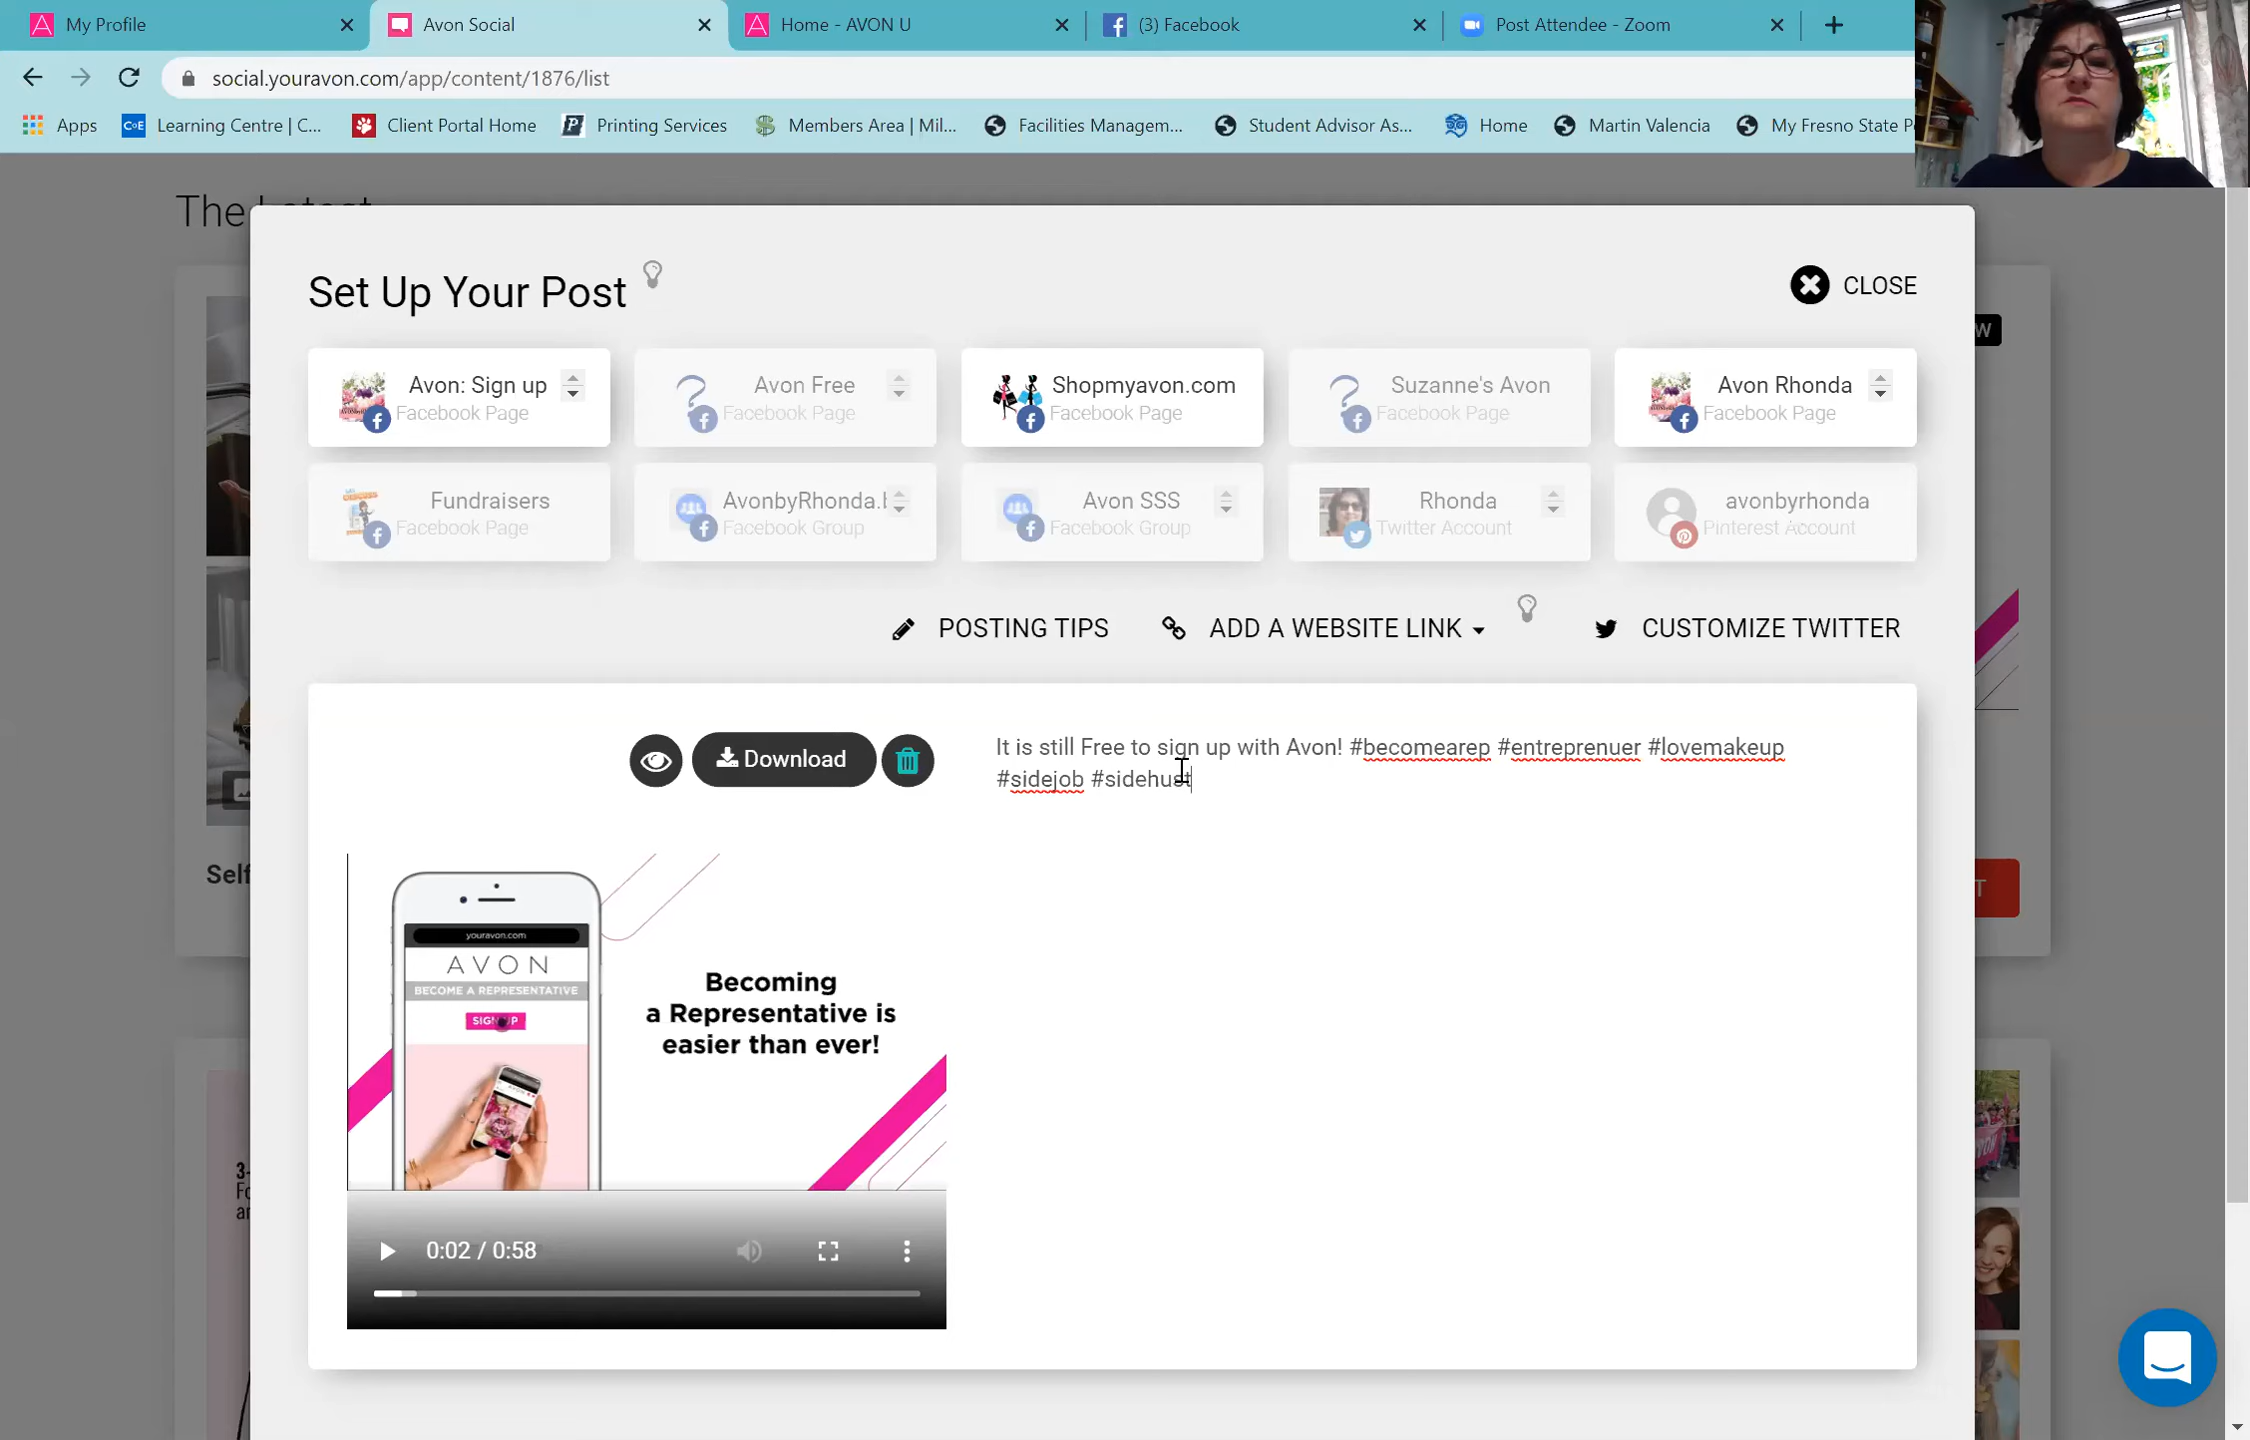 My Profile
Avon Social
Home - AVON U
(3) Facebook
Post Attendee - Zoom
social.youravon.com/app/content/1876/list
Apps
Learning Centre | C...
Client Portal Home
Printing Services
Members Area | Mil...
Facilities Managem...
Student Advisor As...
Home
Martin Valencia
My Fresno State P
The Latest
Set Up Your Post
CLOSE
W
Avon: Sign up
Facebook Page
Avon Free
Facebook Page
Shopmyavon.com
Facebook Page
Suzanne's Avon
Facebook Page
Avon Rhonda
Facebook Page
Fundraisers
Facebook Page
AvonbyRhonda.b
Facebook Group
Avon SSS
Facebook Group
Rhonda
Twitter Account
avonbyrhonda
Pinterest Account
POSTING TIPS
ADD A WEBSITE LINK
CUSTOMIZE TWITTER
Download
It is still Free to sign up with Avon! #becomearep #entreprenuer #lovemakeup
#sidejob #sidehust
Self
T
youravon.com
AVON
BECOME A REPRESENTATIVE
SIGN UP
Becoming
a Representative is
easier than ever!
3-
Fo
an
0:02 / 0:58